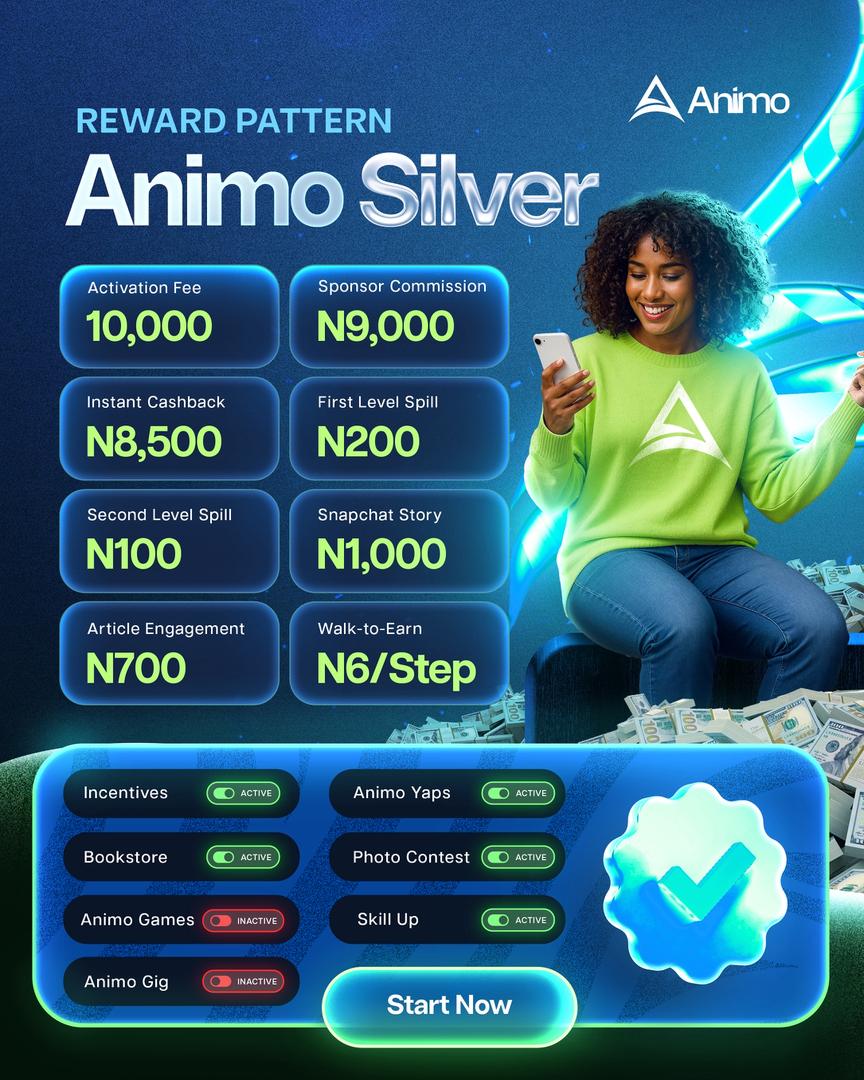 Animo
REWARD PATTERN
Animo Silver
Activation Fee
10,000
Sponsor Commission
N9,000
Instant Cashback
N8,500
First Level Spill
N200
Second Level Spill
N100
Snapchat Story
N1,000
Article Engagement
N700
Walk-to-Earn
N6/Step
Incentives ACTIVE
Animo Yaps ACTIVE
Bookstore ACTIVE
Photo Contest ACTIVE
Animo Games INACTIVE
Skill Up ACTIVE
Animo Gig INACTIVE
Start Now